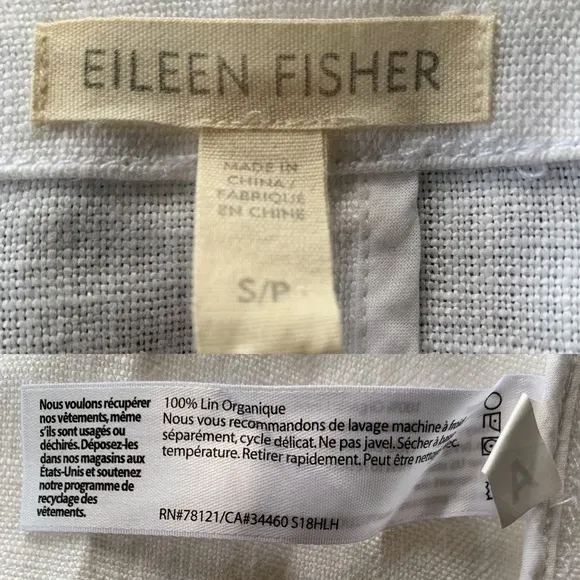 EILEEN FISHER
MADE IN
CHINA/
FABRIQUÉ
EN CHINE
S/P
Nous voulons récupérer
nos vêtements, même
s'ils sont usagés ou
déchirés. Déposez-les
dans nos magasins aux
États-Unis et soutenez
notre programme de
recyclage des
vêtements.
100% Lin Organique
Nous vous recommandons de lavage machine à froid
séparément, cycle délicat. Ne pas javel. Sécher à
température. Retirer rapidement. Peut être
RN#78121/CA#34460 S18HLH
A